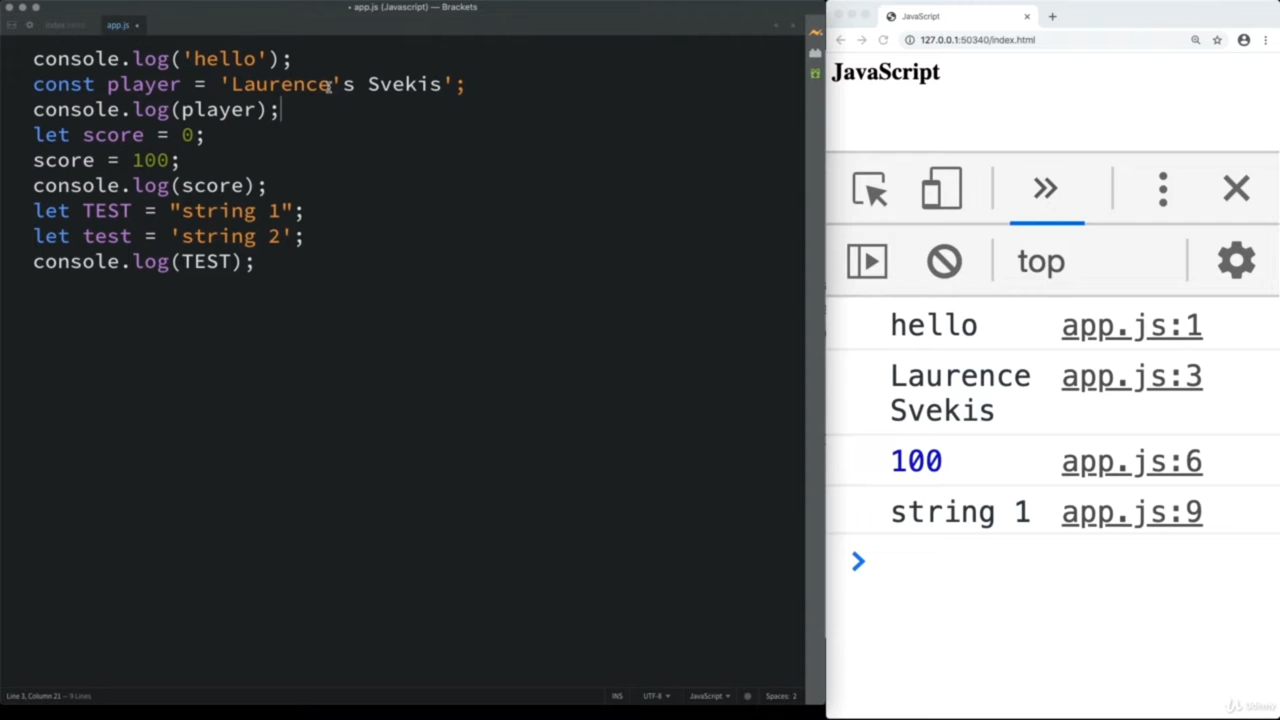 • app.js (Javascript) — Brackets
index.html
app.js •
console.log('hello');
const player = 'Laurence's Svekis';
console.log(player);
let score = 0;
score = 100;
console.log(score);
let TEST = "string 1";
let test = 'string 2';
console.log(TEST);
Line 3, Column 21 — 9 Lines
INS
UTF-8
JavaScript
Spaces: 2
JavaScript
127.0.0.1:50340/index.html
JavaScript
top
hello app.js:1
Laurence app.js:3
Svekis
100 app.js:6
string 1 app.js:9
Udemy